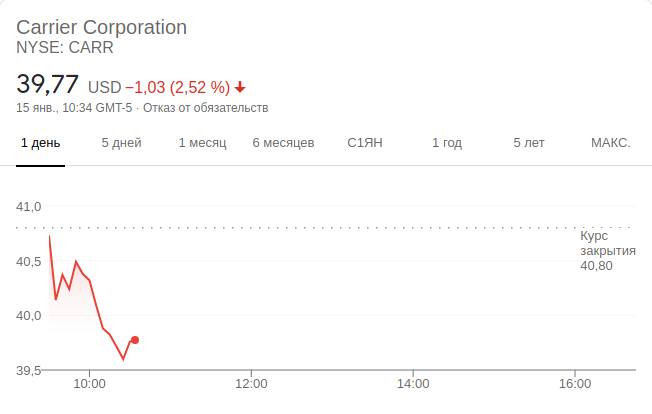 Carrier Corporation
NYSE: CARR
39,77 USD −1,03 (2,52 %)
15 янв., 10:34 GMT-5 · Отказ от обязательств
1 день 5 дней 1 месяц 6 месяцев С1ЯН 1 год 5 лет МАКС.
41,0
Курс
закрытия
40,80
40,5
40,0
39,5
10:00 12:00 14:00 16:00